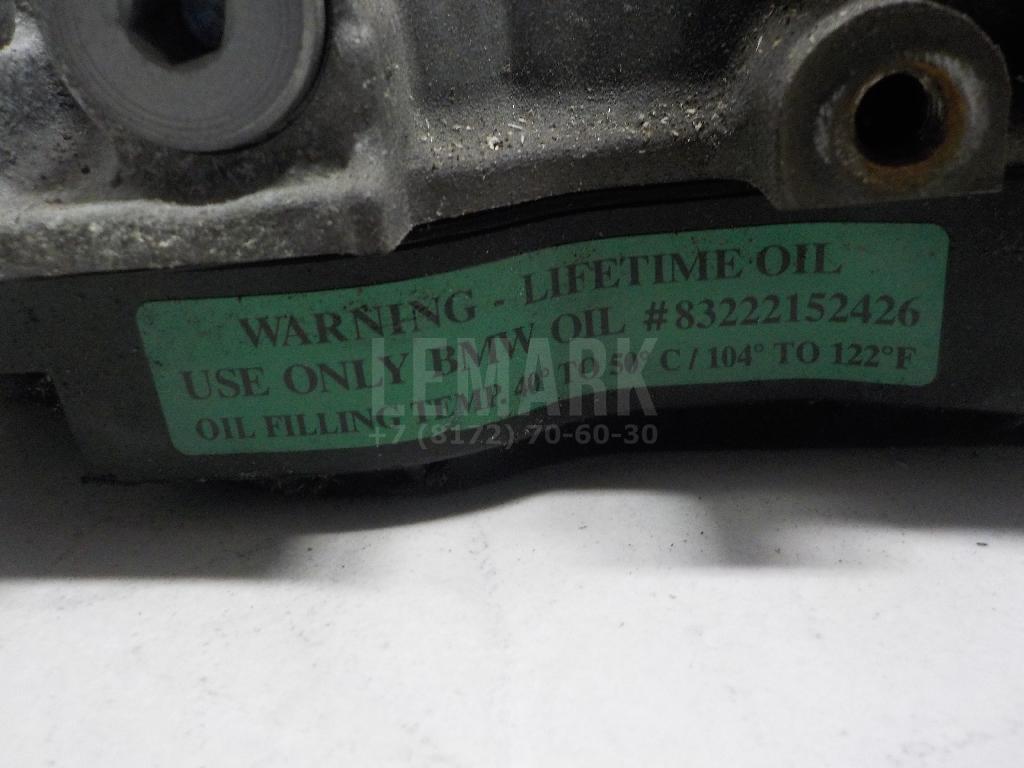 WARNING - LIFETIME OIL
USE ONLY BMW OIL #83222152426
OIL FILLING TEMP. 40° TO 50° C / 104° TO 122°F
LEMARK
+7 (8172) 70-60-30